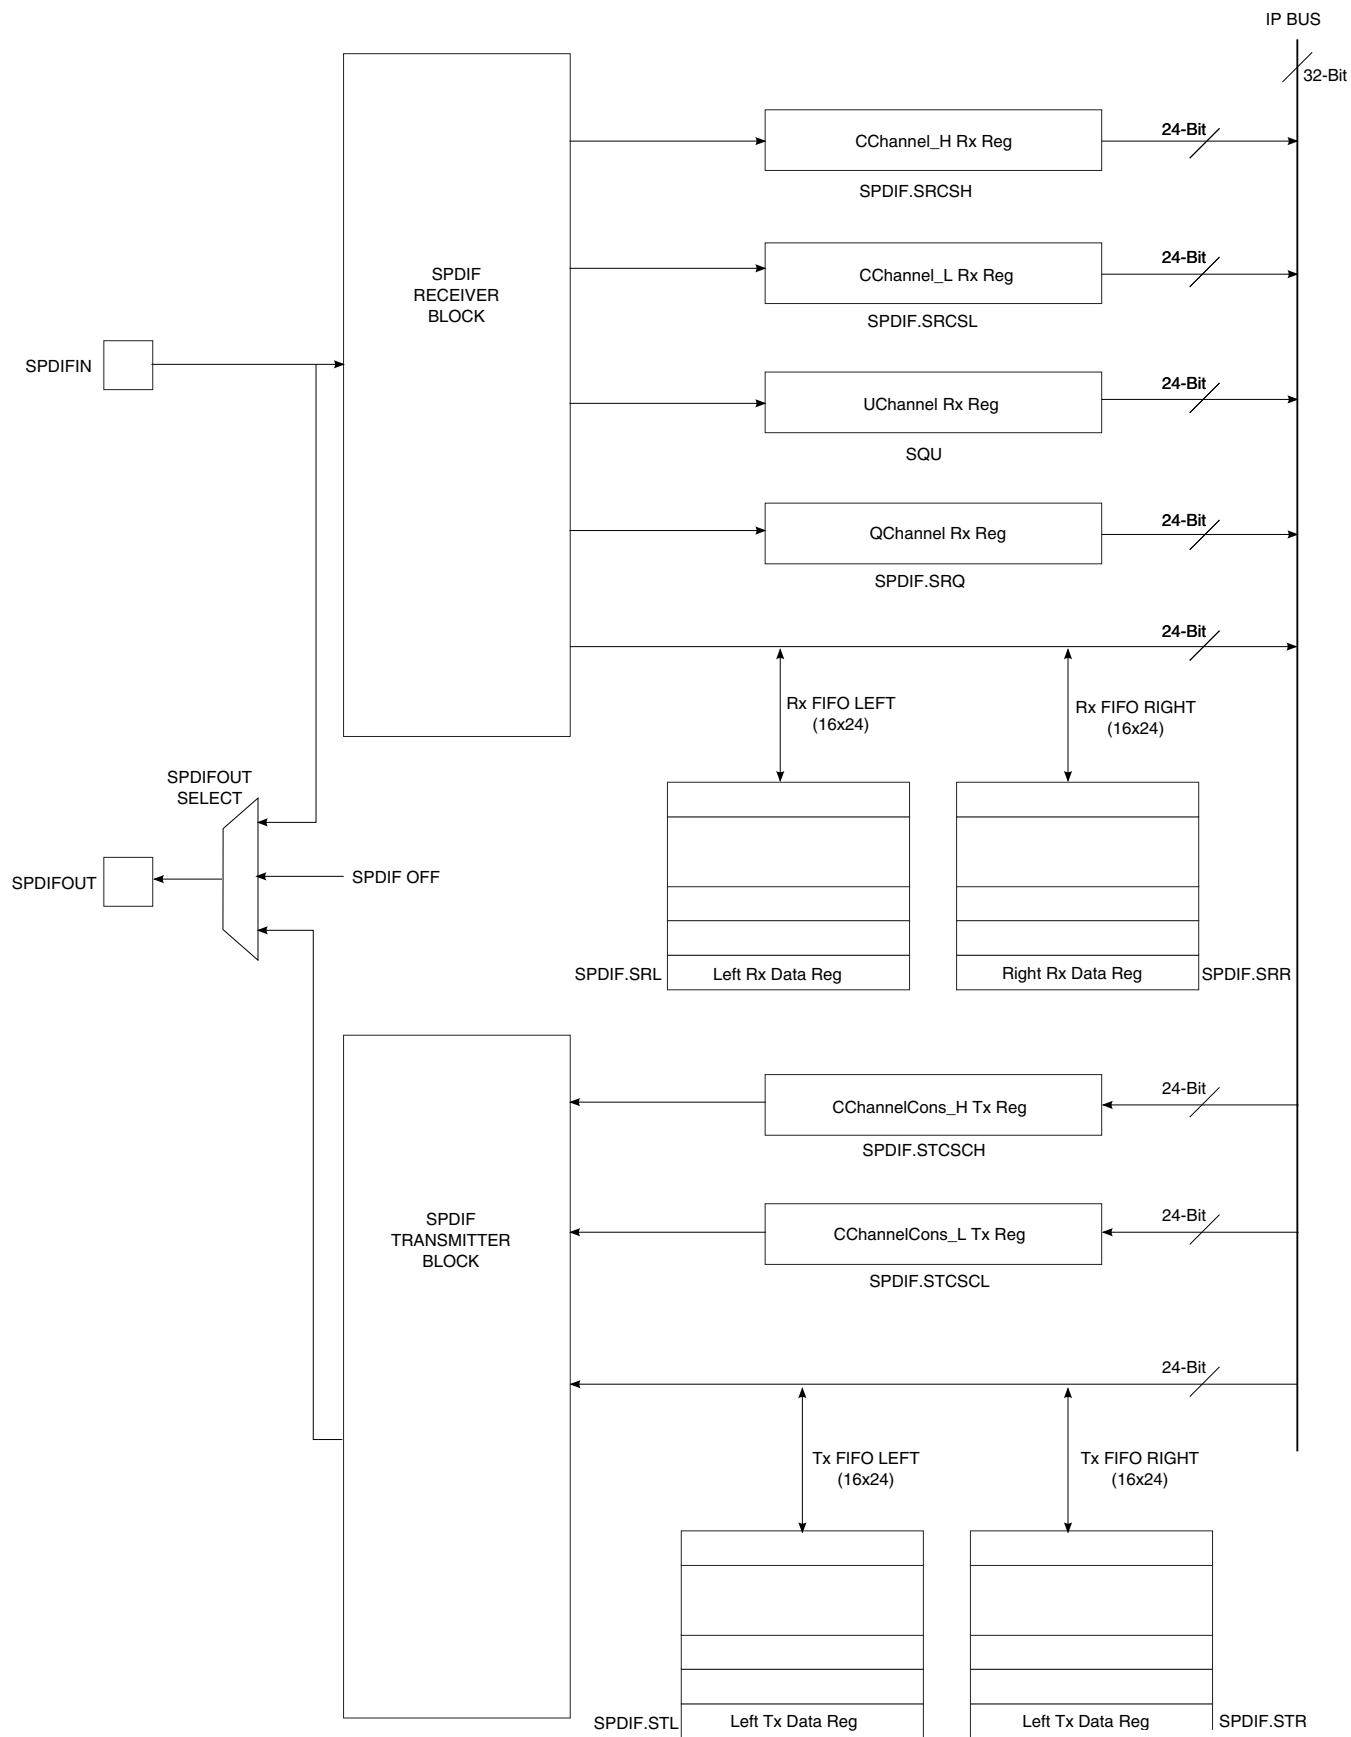 IP BUS
32-Bit
CChannel_H Rx Reg
24-Bit
SPDIF.SRCSH
SPDIF
RECEIVER
BLOCK
CChannel_L Rx Reg
24-Bit
SPDIF.SRCSL
SPDIFIN
UChannel Rx Reg
24-Bit
SQU
QChannel Rx Reg
24-Bit
SPDIF.SRQ
24-Bit
Rx FIFO LEFT
(16x24)
Rx FIFO RIGHT
(16x24)
SPDIFOUT
SELECT
SPDIFOUT
SPDIF OFF
SPDIF.SRL
Left Rx Data Reg
Right Rx Data Reg
SPDIF.SRR
CChannelCons_H Tx Reg
24-Bit
SPDIF.STCSCH
SPDIF
TRANSMITTER
BLOCK
CChannelCons_L Tx Reg
24-Bit
SPDIF.STCSCL
24-Bit
Tx FIFO LEFT
(16x24)
Tx FIFO RIGHT
(16x24)
SPDIF.STL
Left Tx Data Reg
Left Tx Data Reg
SPDIF.STR